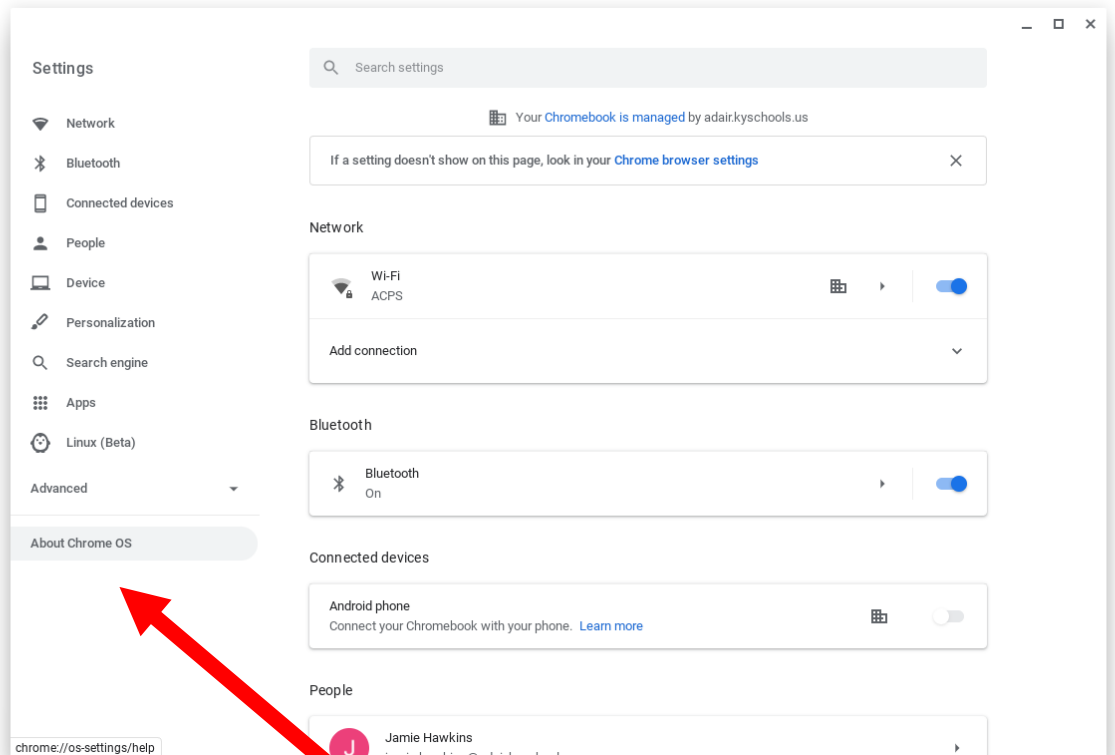 Settings
Search settings
Network
Bluetooth
Connected devices
People
Device
Personalization
Search engine
Apps
Linux (Beta)
Advanced
About Chrome OS
Your Chromebook is managed by adair.kyschools.us
If a setting doesn't show on this page, look in your Chrome browser settings
Network
Wi-Fi
ACPS
Add connection
Bluetooth
Bluetooth
On
Connected devices
Android phone
Connect your Chromebook with your phone. Learn more
People
J
Jamie Hawkins
chrome://os-settings/help